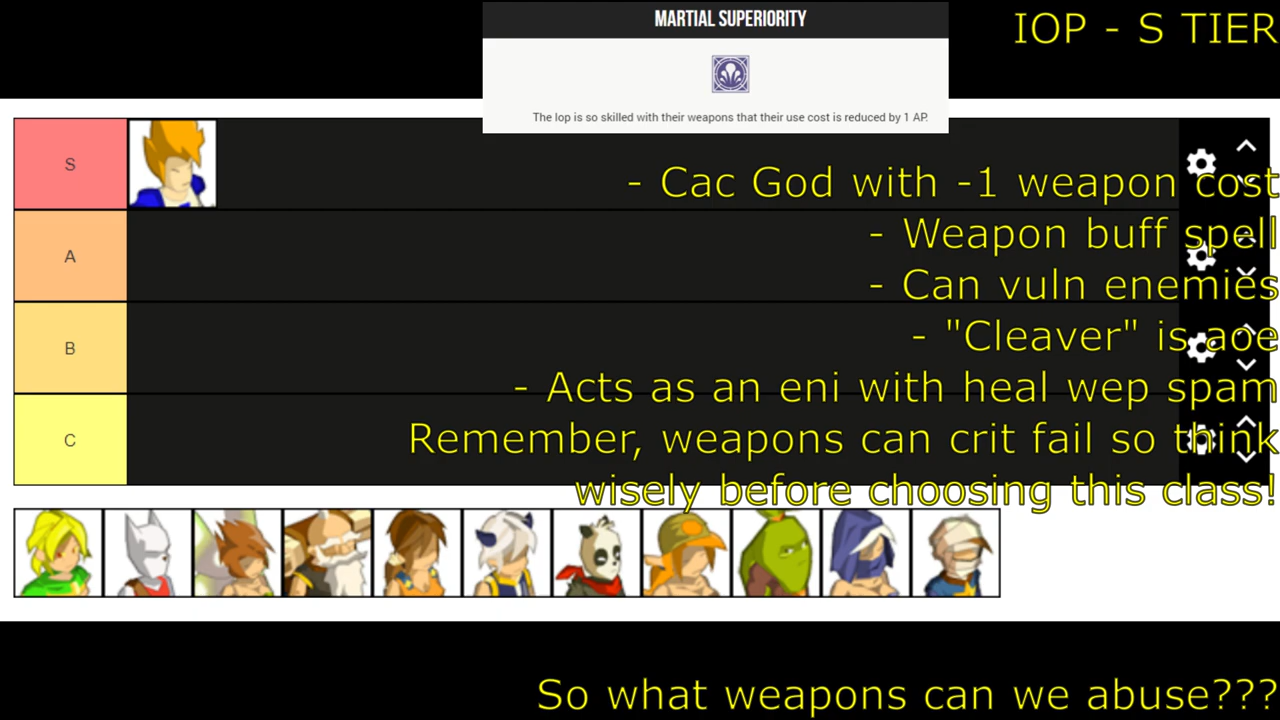 MARTIAL SUPERIORITY
IOP - S TIER
The Iop is so skilled with their weapons that their use cost is reduced by 1 AP.
S
- Cac God with -1 weapon cost
- Weapon buff spell
A
- Can vuln enemies
- "Cleaver" is aoe
B
- Acts as an eni with heal wep spam
C
Remember, weapons can crit fail so think
wisely before choosing this class!
So what weapons can we abuse???